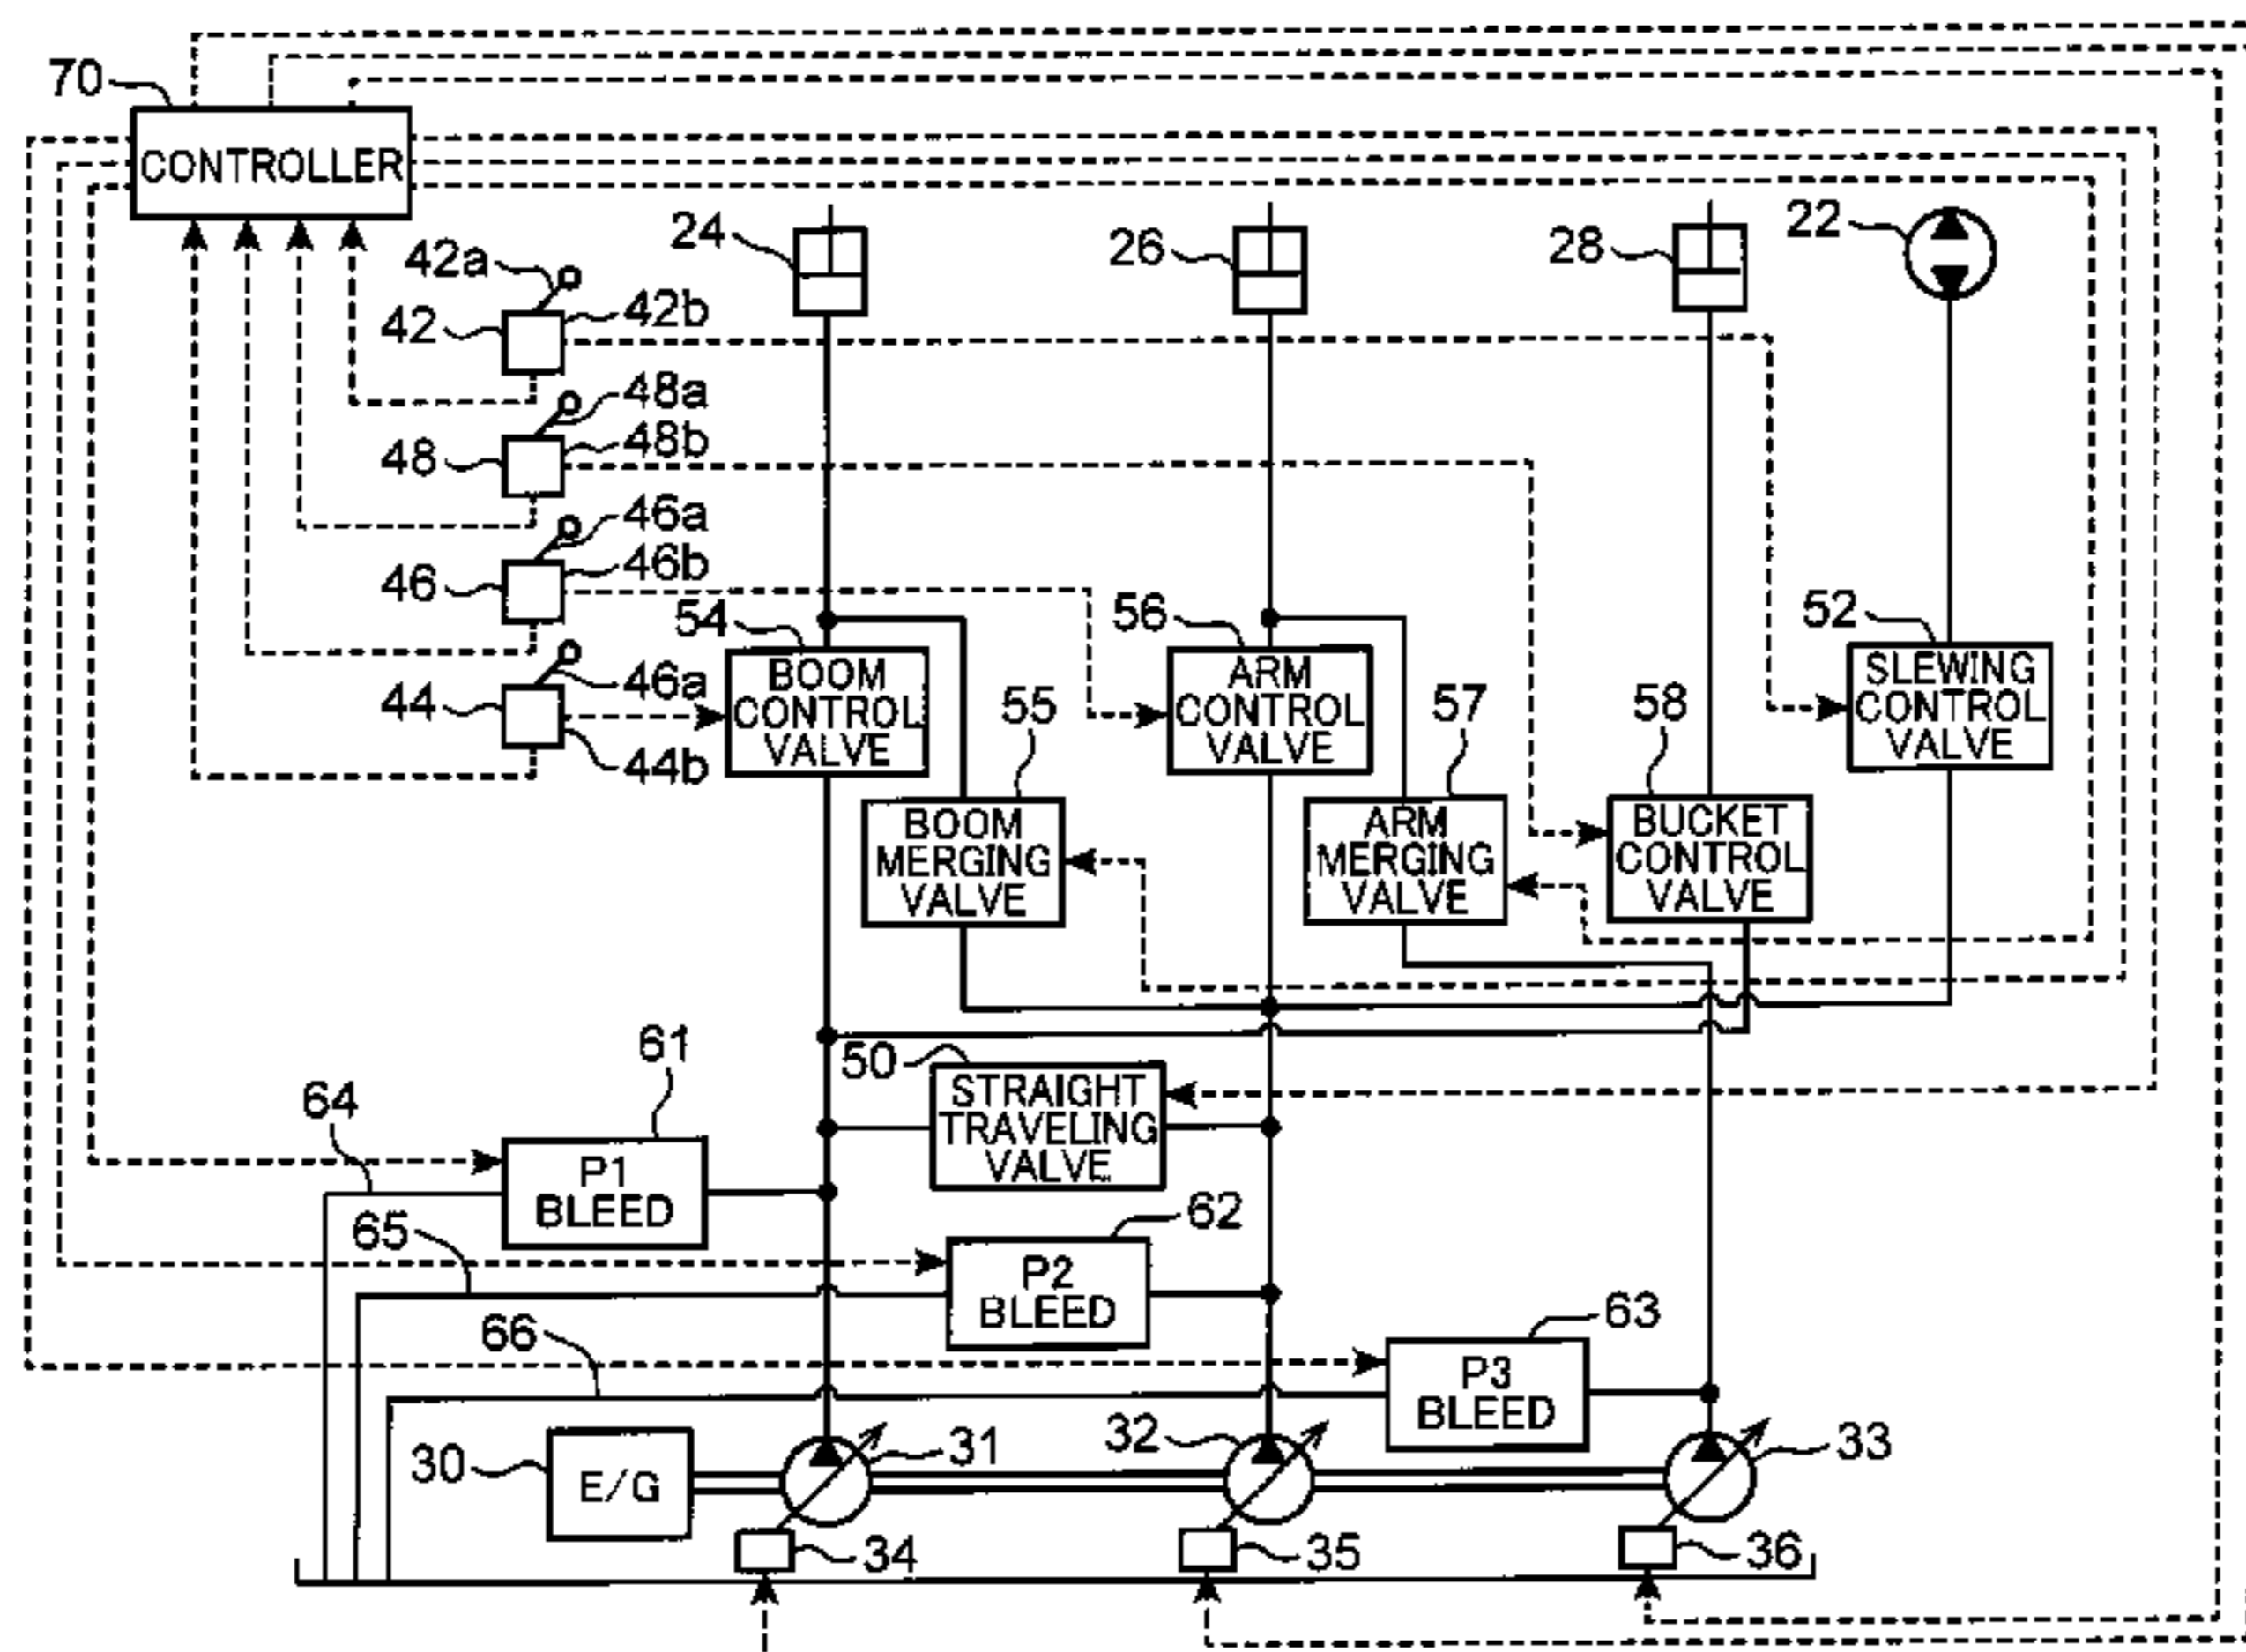 70
CONTROLLER
24
26
28
22
42a
42
42b
48a
48
48b
46a
46
46b
54
56
52
46a
44
44b
BOOM
CONTROL
VALVE
55
ARM
CONTROL
VALVE
57
58
SLEWING
CONTROL
VALVE
BOOM
MERGING
VALVE
ARM
MERGING
VALVE
BUCKET
CONTROL
VALVE
61
50
64
STRAIGHT
TRAVELING
VALVE
P1
BLEED
65
62
P2
BLEED
66
63
P3
BLEED
30
E/G
31
32
33
34
35
36